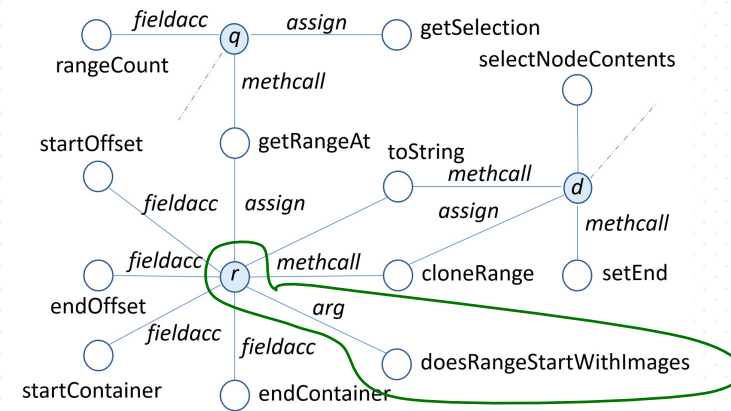 fieldacc
q
assign
getSelection
rangeCount
selectNodeContents
methcall
startOffset
getRangeAt
toString
methcall
d
fieldacc
assign
assign
methcall
fieldacc
r
methcall
cloneRange
setEnd
endOffset
arg
fieldacc
fieldacc
doesRangeStartWithImages
startContainer
endContainer